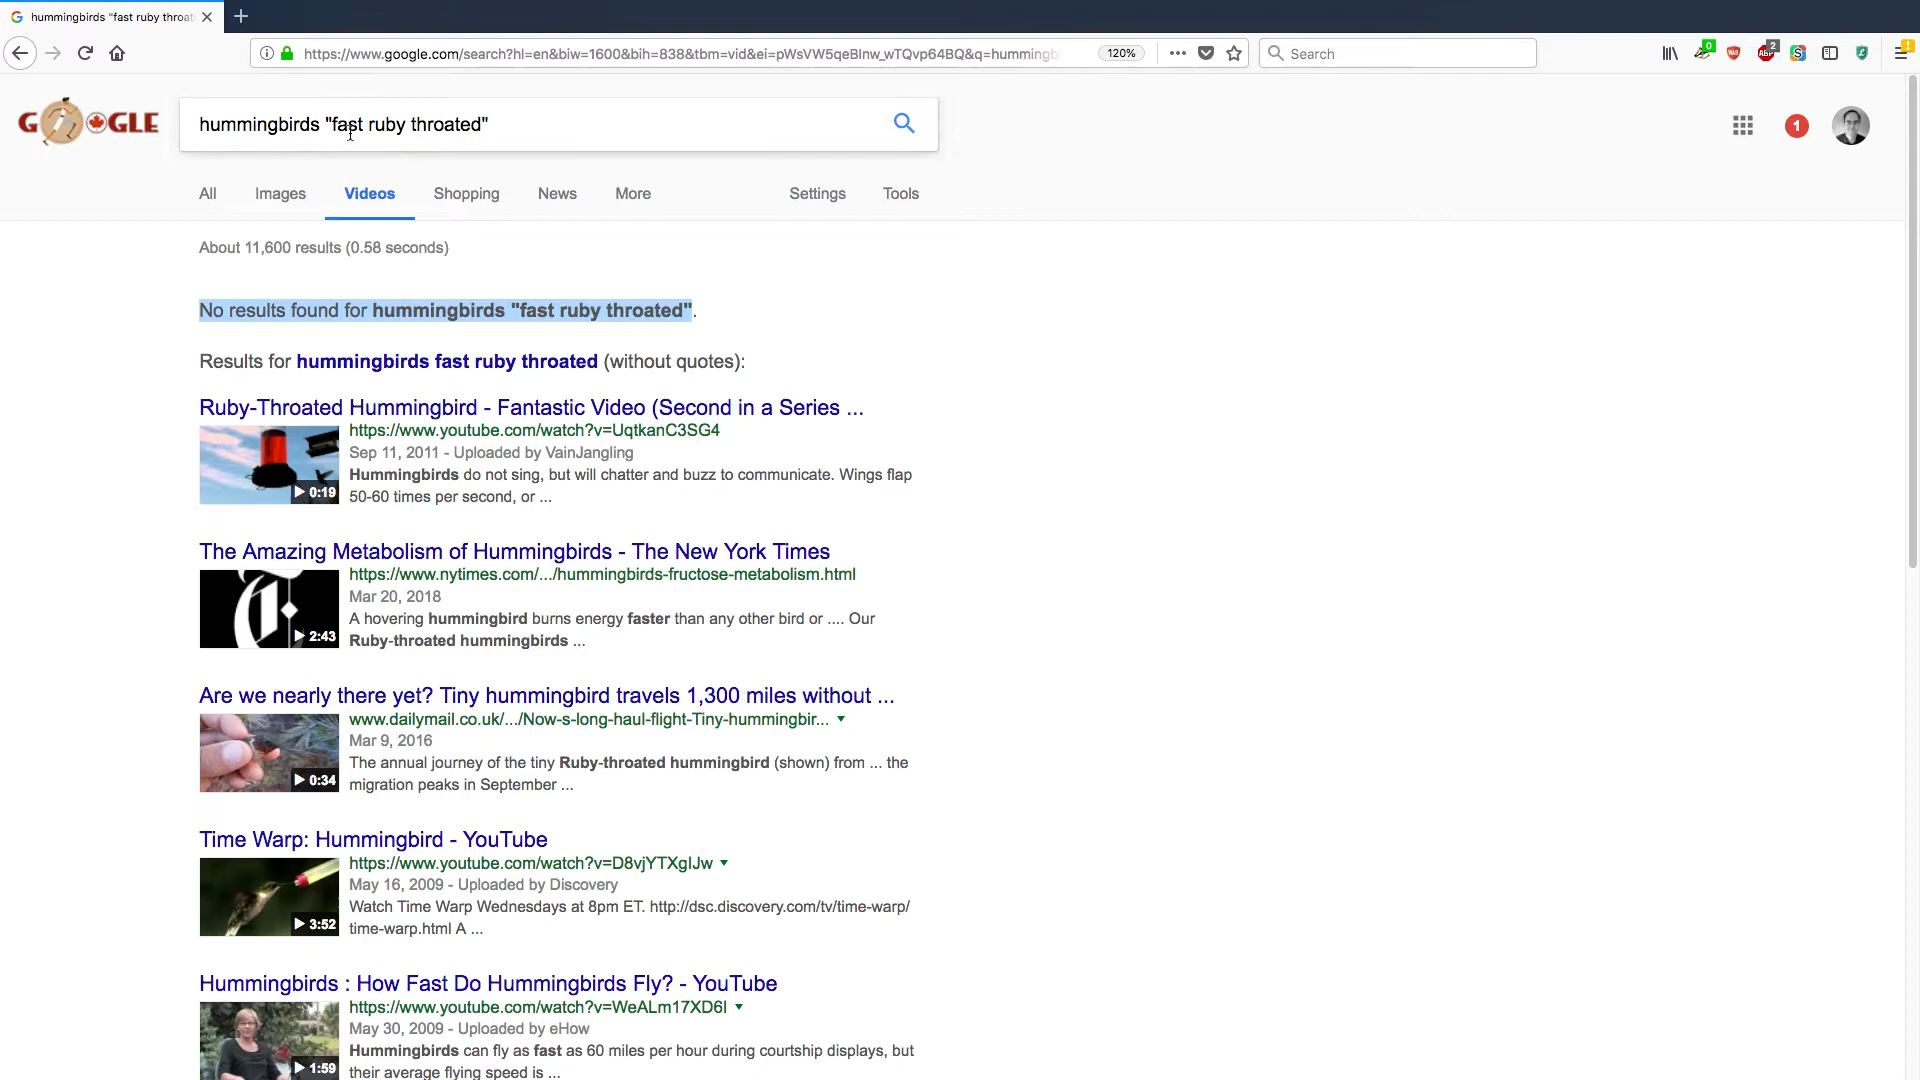 hummingbirds "fast ruby throat
https://www.google.com/search?hl=en&biw=1600&bih=838&tbm=vid&ei=pWsVW5qeBInw_wTQvp64BQ&q=hummingb
120%
Search
0
2
ABP
S
GOOGLE
hummingbirds "fast ruby throated"
1
All
Images
Videos
Shopping
News
More
Settings
Tools
About 11,600 results (0.58 seconds)
No results found for hummingbirds "fast ruby throated".
Results for hummingbirds fast ruby throated (without quotes):
Ruby-Throated Hummingbird - Fantastic Video (Second in a Series ...
https://www.youtube.com/watch?v=UqtkanC3SG4
Sep 11, 2011 - Uploaded by VainJangling
Hummingbirds do not sing, but will chatter and buzz to communicate. Wings flap
50-60 times per second, or ...
0:19
The Amazing Metabolism of Hummingbirds - The New York Times
https://www.nytimes.com/.../hummingbirds-fructose-metabolism.html
Mar 20, 2018
A hovering hummingbird burns energy faster than any other bird or .... Our
Ruby-throated hummingbirds ...
2:43
Are we nearly there yet? Tiny hummingbird travels 1,300 miles without ...
www.dailymail.co.uk/.../Now-s-long-haul-flight-Tiny-hummingbir...
Mar 9, 2016
The annual journey of the tiny Ruby-throated hummingbird (shown) from ... the
migration peaks in September ...
0:34
Time Warp: Hummingbird - YouTube
https://www.youtube.com/watch?v=D8vjYTXgIJw
May 16, 2009 - Uploaded by Discovery
Watch Time Warp Wednesdays at 8pm ET. http://dsc.discovery.com/tv/time-warp/
time-warp.html A ...
3:52
Hummingbirds : How Fast Do Hummingbirds Fly? - YouTube
https://www.youtube.com/watch?v=WeALm17XD6I
May 30, 2009 - Uploaded by eHow
Hummingbirds can fly as fast as 60 miles per hour during courtship displays, but
their average flying speed is ...
1:59